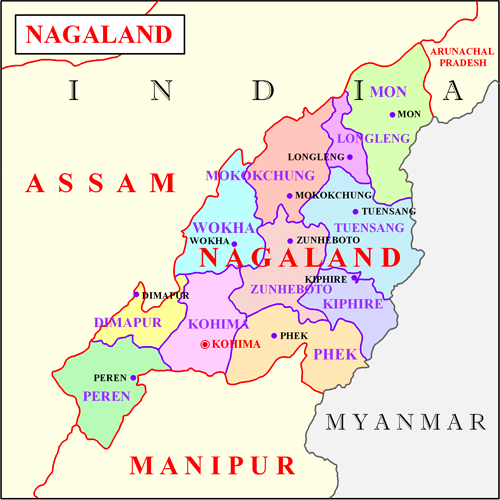 NAGALAND
ARUNACHAL
PRADESH
I N D I A
MON
MON
LONGLENG
LONGLENG
MOKOKCHUNG
ASSAM
MOKOKCHUNG
TUENSANG
WOKHA
TUENSANG
WOKHA
ZUNHEBOTO
NAGALAND
KIPHIRE
ZUNHEBOTO
DIMAPUR
KIPHIRE
DIMAPUR
KOHIMA
PHEK
KOHIMA
PHEK
PEREN
PEREN
MYANMAR
MANIPUR